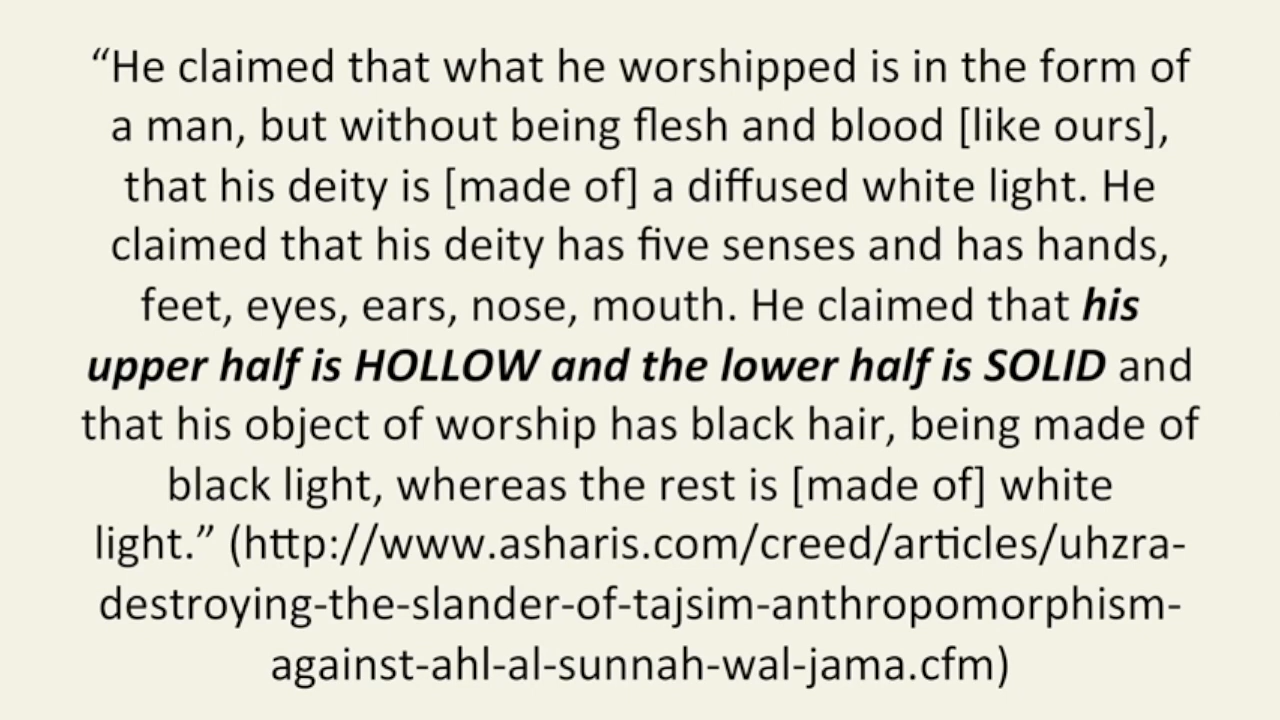 “He claimed that what he worshipped is in the form of
a man, but without being flesh and blood [like ours],
that his deity is [made of] a diffused white light. He
claimed that his deity has five senses and has hands,
feet, eyes, ears, nose, mouth. He claimed that his
upper half is HOLLOW and the lower half is SOLID and
that his object of worship has black hair, being made of
black light, whereas the rest is [made of] white
light.” (http://www.asharis.com/creed/articles/uhzra-
destroying-the-slander-of-tajsim-anthropomorphism-
against-ahl-al-sunnah-wal-jama.cfm)